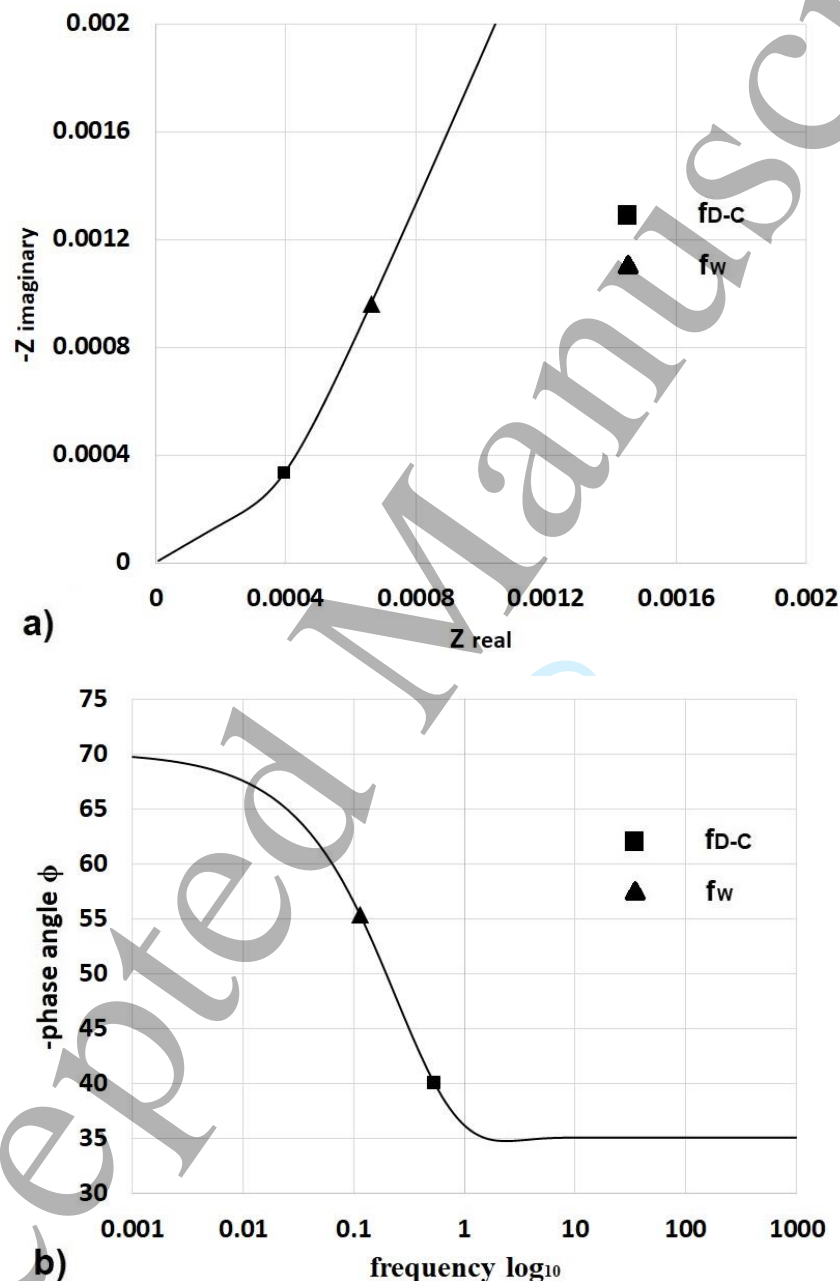 0.002
0.0016
0.0012
0.0008
0.0004
0
-Z imaginary
fD-C
fW
0 0.0004 0.0008 0.0012 0.0016 0.002
Z real
a)
75
70
65
60
55
50
45
40
35
30
-phase angle ϕ
fD-C
fW
0.001 0.01 0.1 1 10 100 1000
frequency log10
b)
cepted Manusc